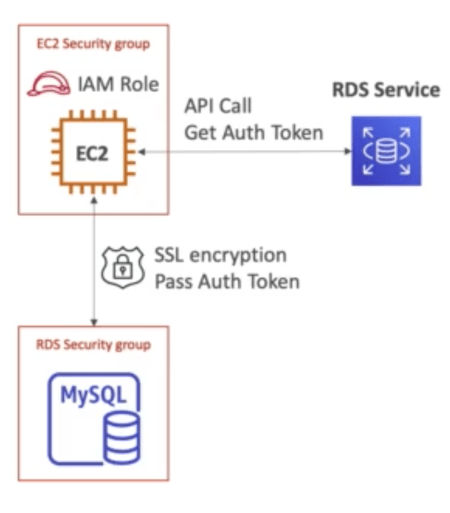 EC2 Security group
IAM Role
EC2
API Call
Get Auth Token
RDS Service
SSL encryption
Pass Auth Token
RDS Security group
MySQL